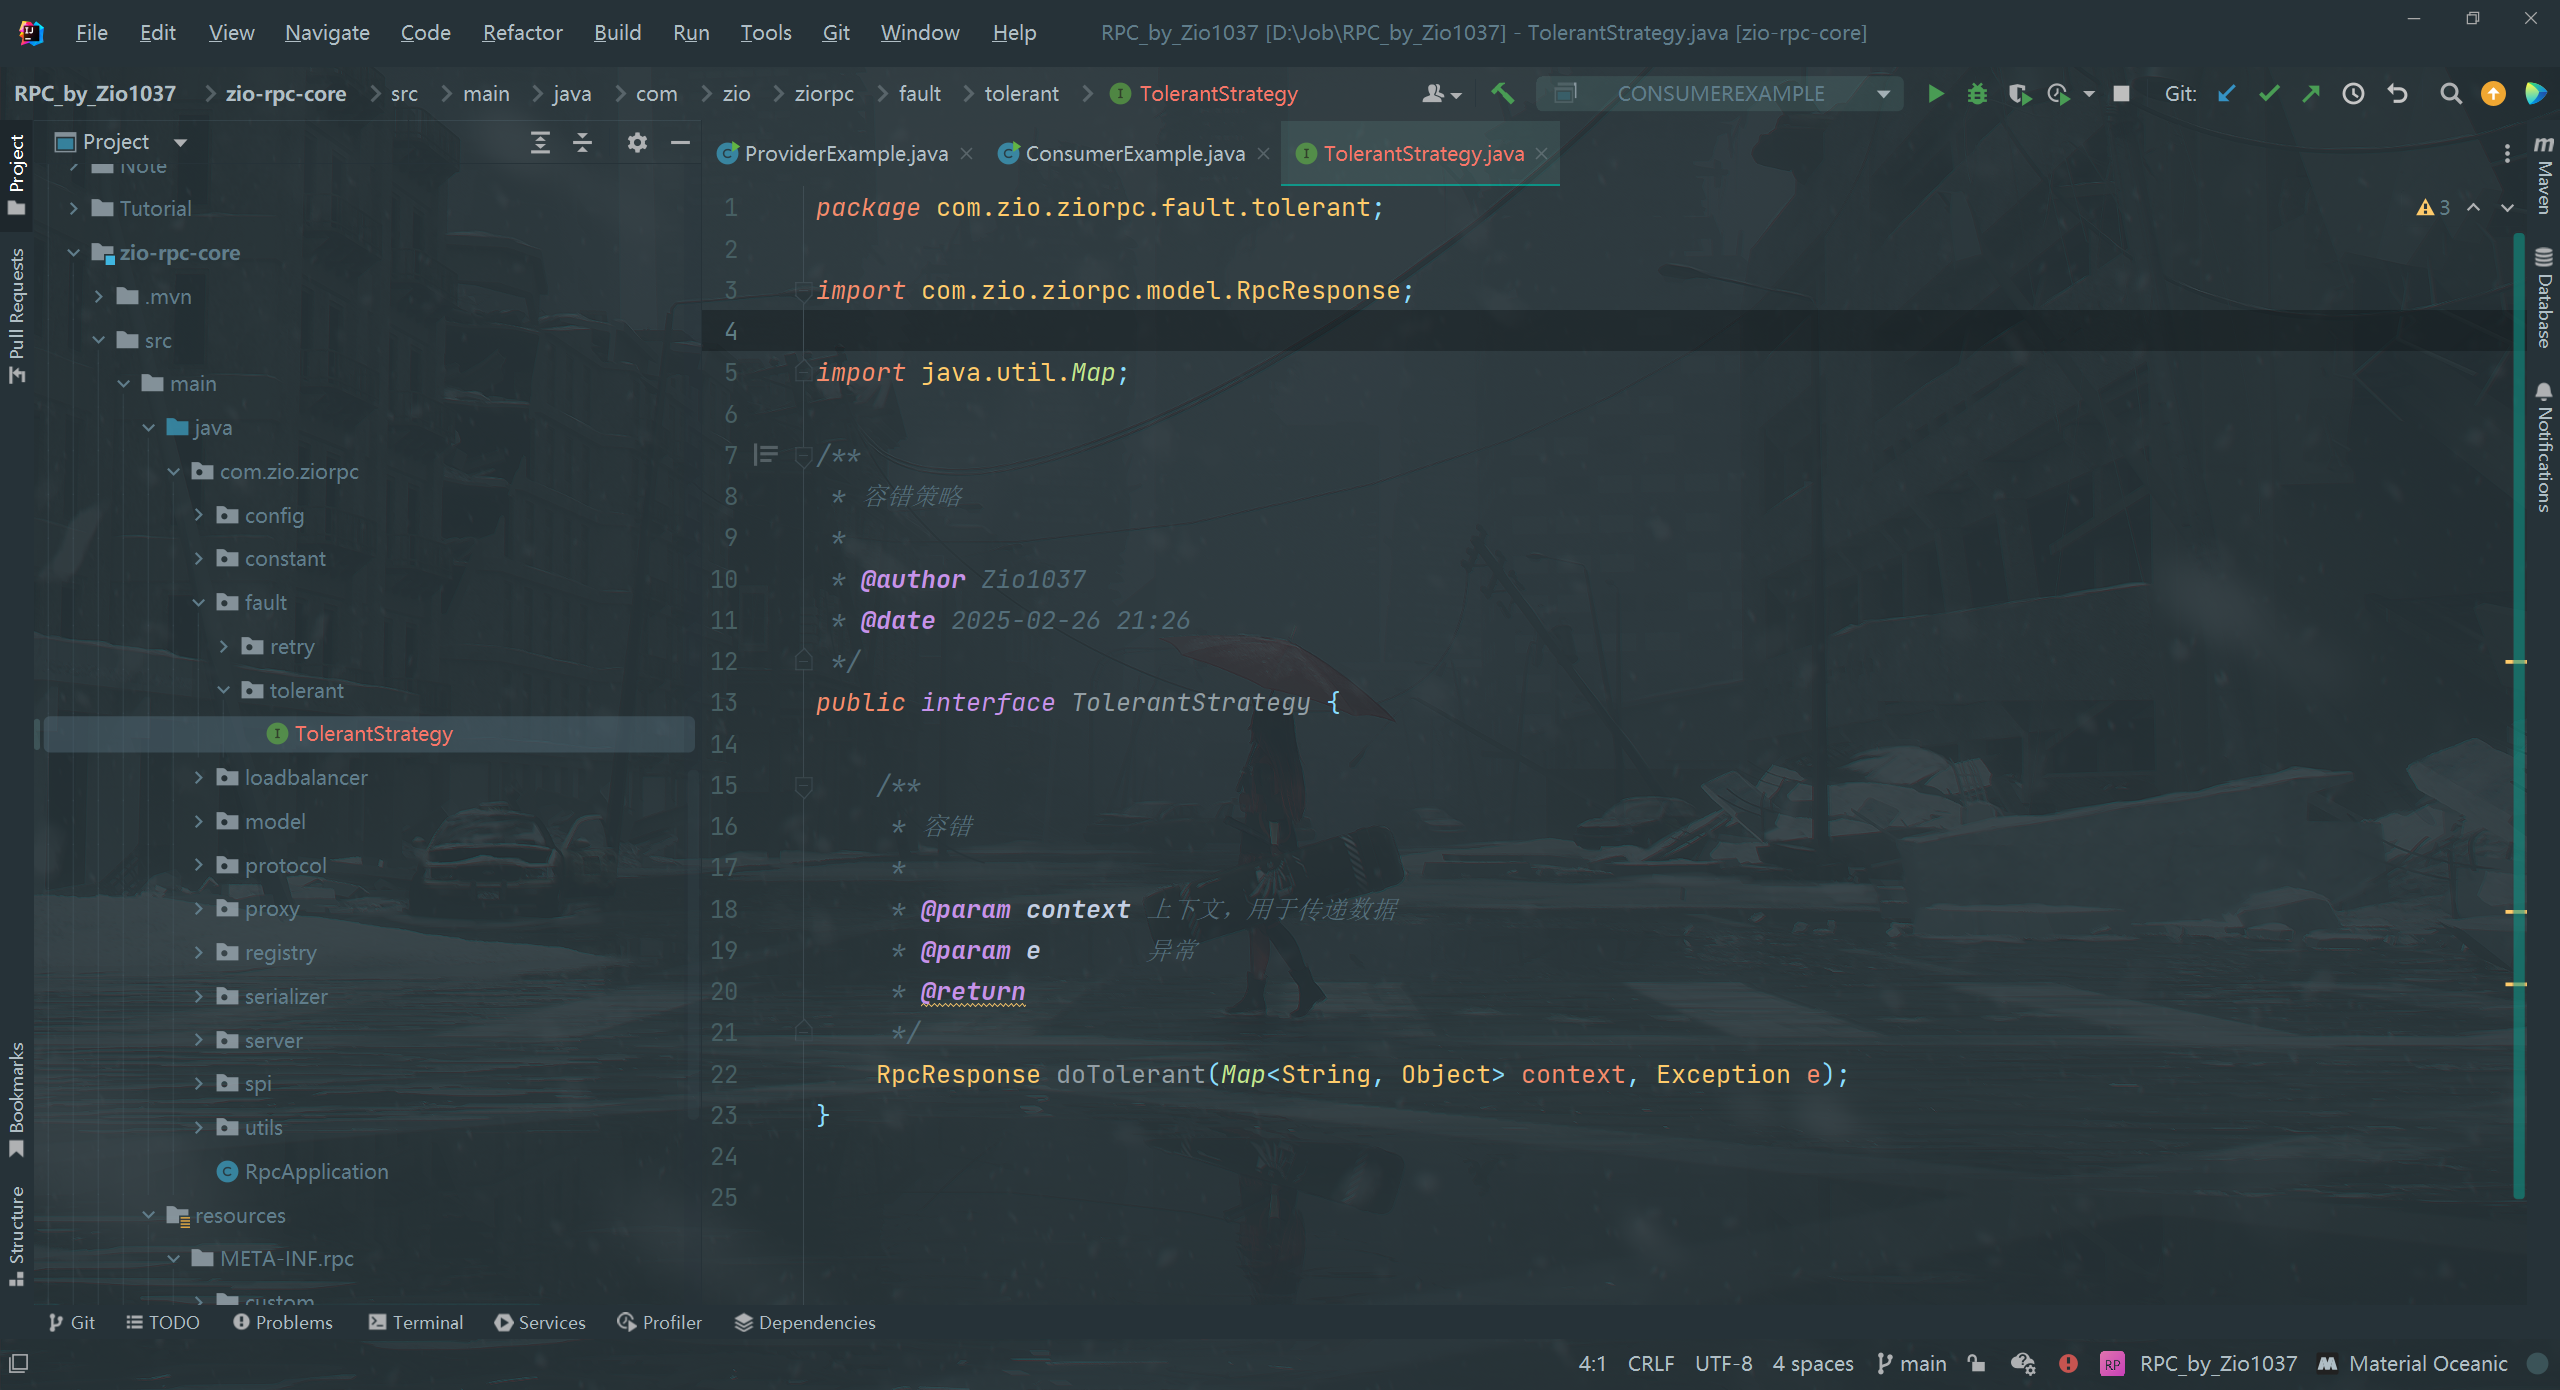 File Edit View Navigate Code Refactor Build Run Tools Git Window Help RPC_by_Zio1037 [D:\Job\RPC_by_Zio1037] - TolerantStrategy.java [zio-rpc-core]
RPC_by_Zio1037 zio-rpc-core src main java com zio ziorpc fault tolerant TolerantStrategy CONSUMEREXAMPLE Git:
Project
Pull Requests
Bookmarks
Structure
Project
Note
Tutorial
zio-rpc-core
.mvn
src
main
java
com.zio.ziorpc
config
constant
fault
retry
tolerant
TolerantStrategy
loadbalancer
model
protocol
proxy
registry
serializer
server
spi
utils
RpcApplication
resources
META-INF.rpc
custom
ProviderExample.java ConsumerExample.java TolerantStrategy.java
3
1 package com.zio.ziorpc.fault.tolerant;
2
3 import com.zio.ziorpc.model.RpcResponse;
4
5 import java.util.Map;
6
7 /**
8 * 容错策略
9 *
10 * @author Zio1037
11 * @date 2025-02-26 21:26
12 */
13 public interface TolerantStrategy {
14
15 /**
16 * 容错
17 *
18 * @param context 上下文，用于传递数据
19 * @param e 异常
20 * @return
21 */
22 RpcResponse doTolerant(Map<String, Object> context, Exception e);
23 }
24
25
Maven
Database
Notifications
Git TODO Problems Terminal Services Profiler Dependencies
4:1 CRLF UTF-8 4 spaces main RP RPC_by_Zio1037 Material Oceanic